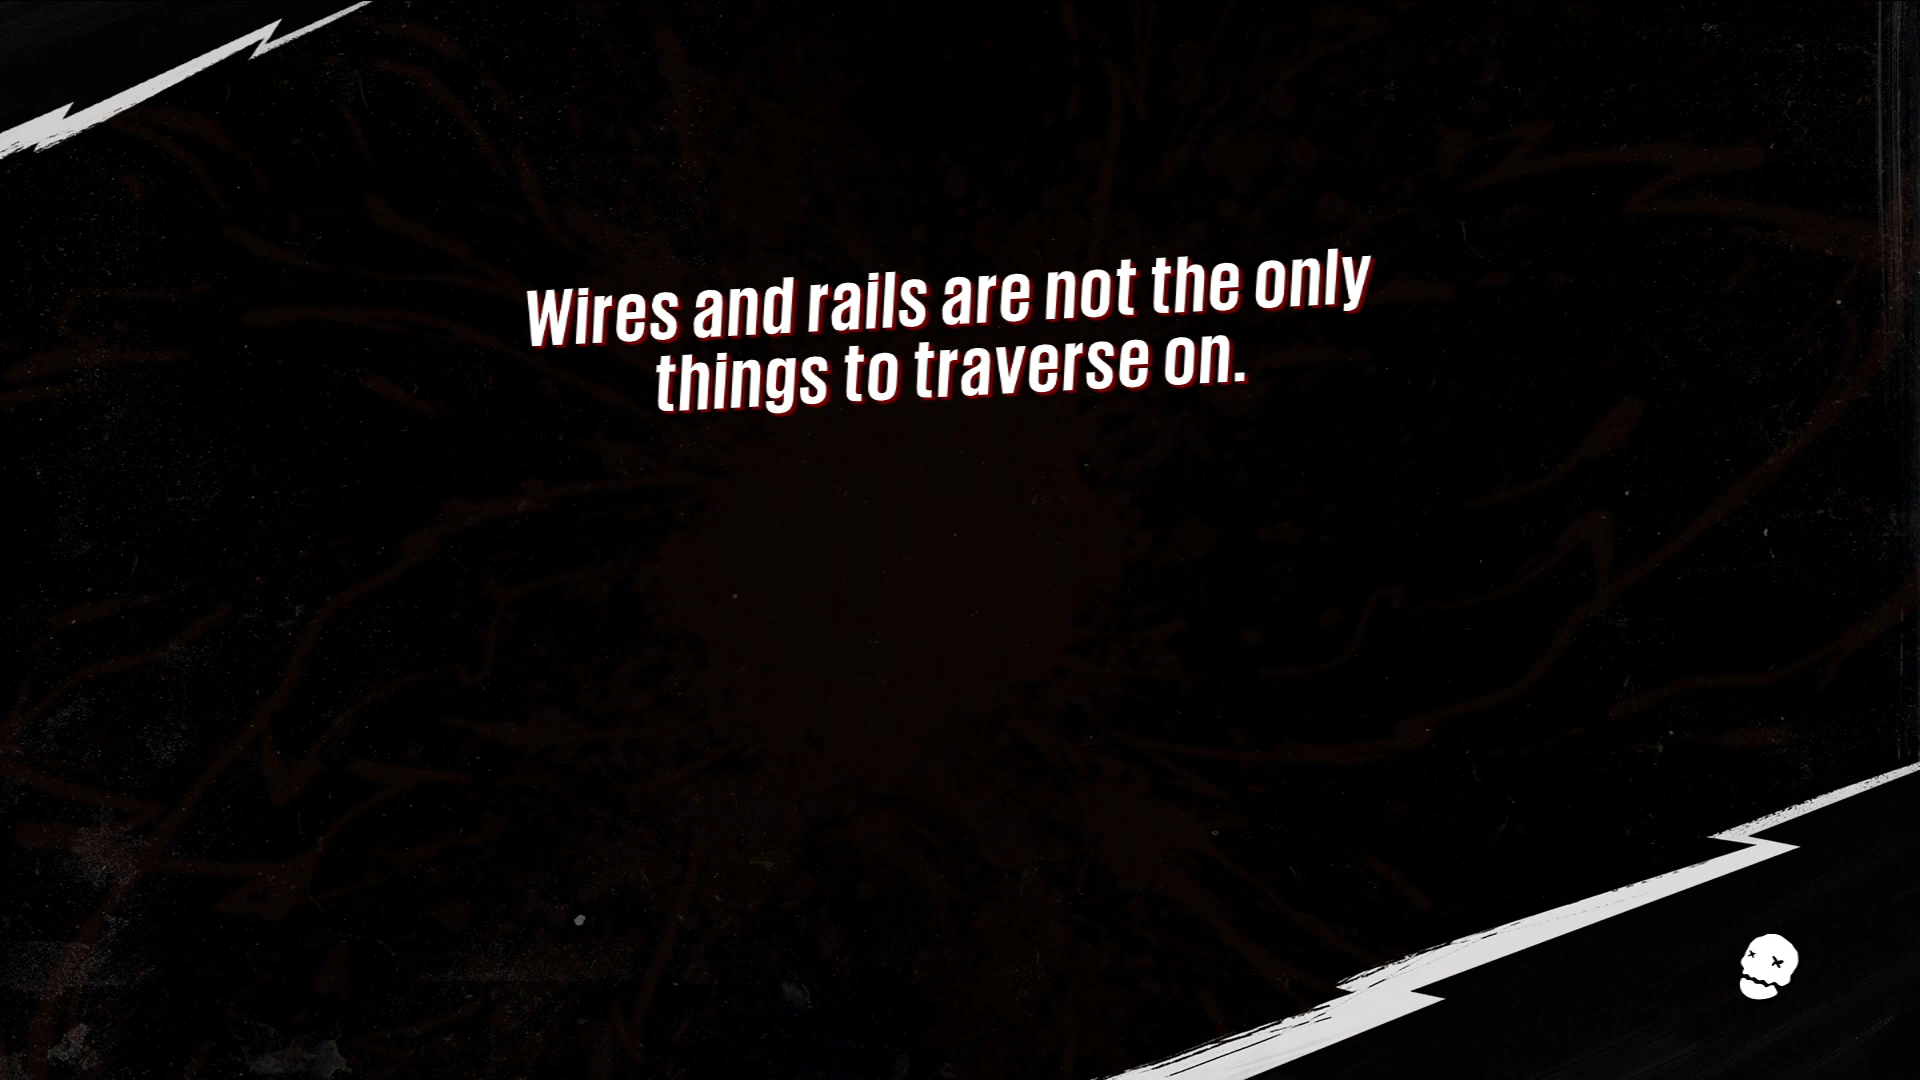 Wires and rails are not the only
things to traverse on.